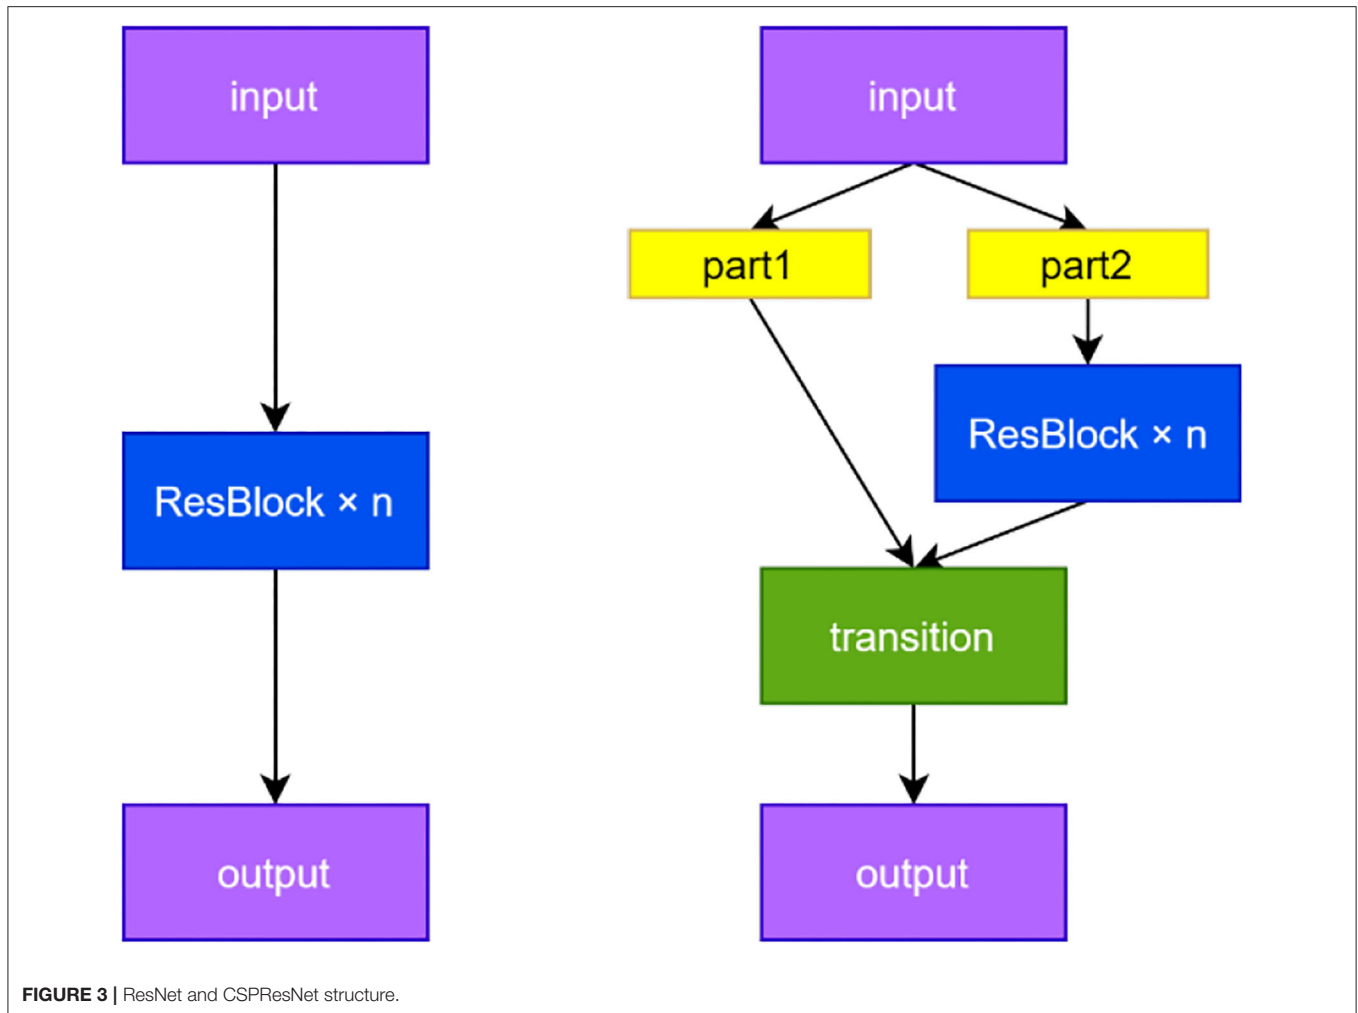 input
ResBlock × n
output
input
part1
part2
ResBlock × n
transition
output
FIGURE 3 | ResNet and CSPResNet structure.